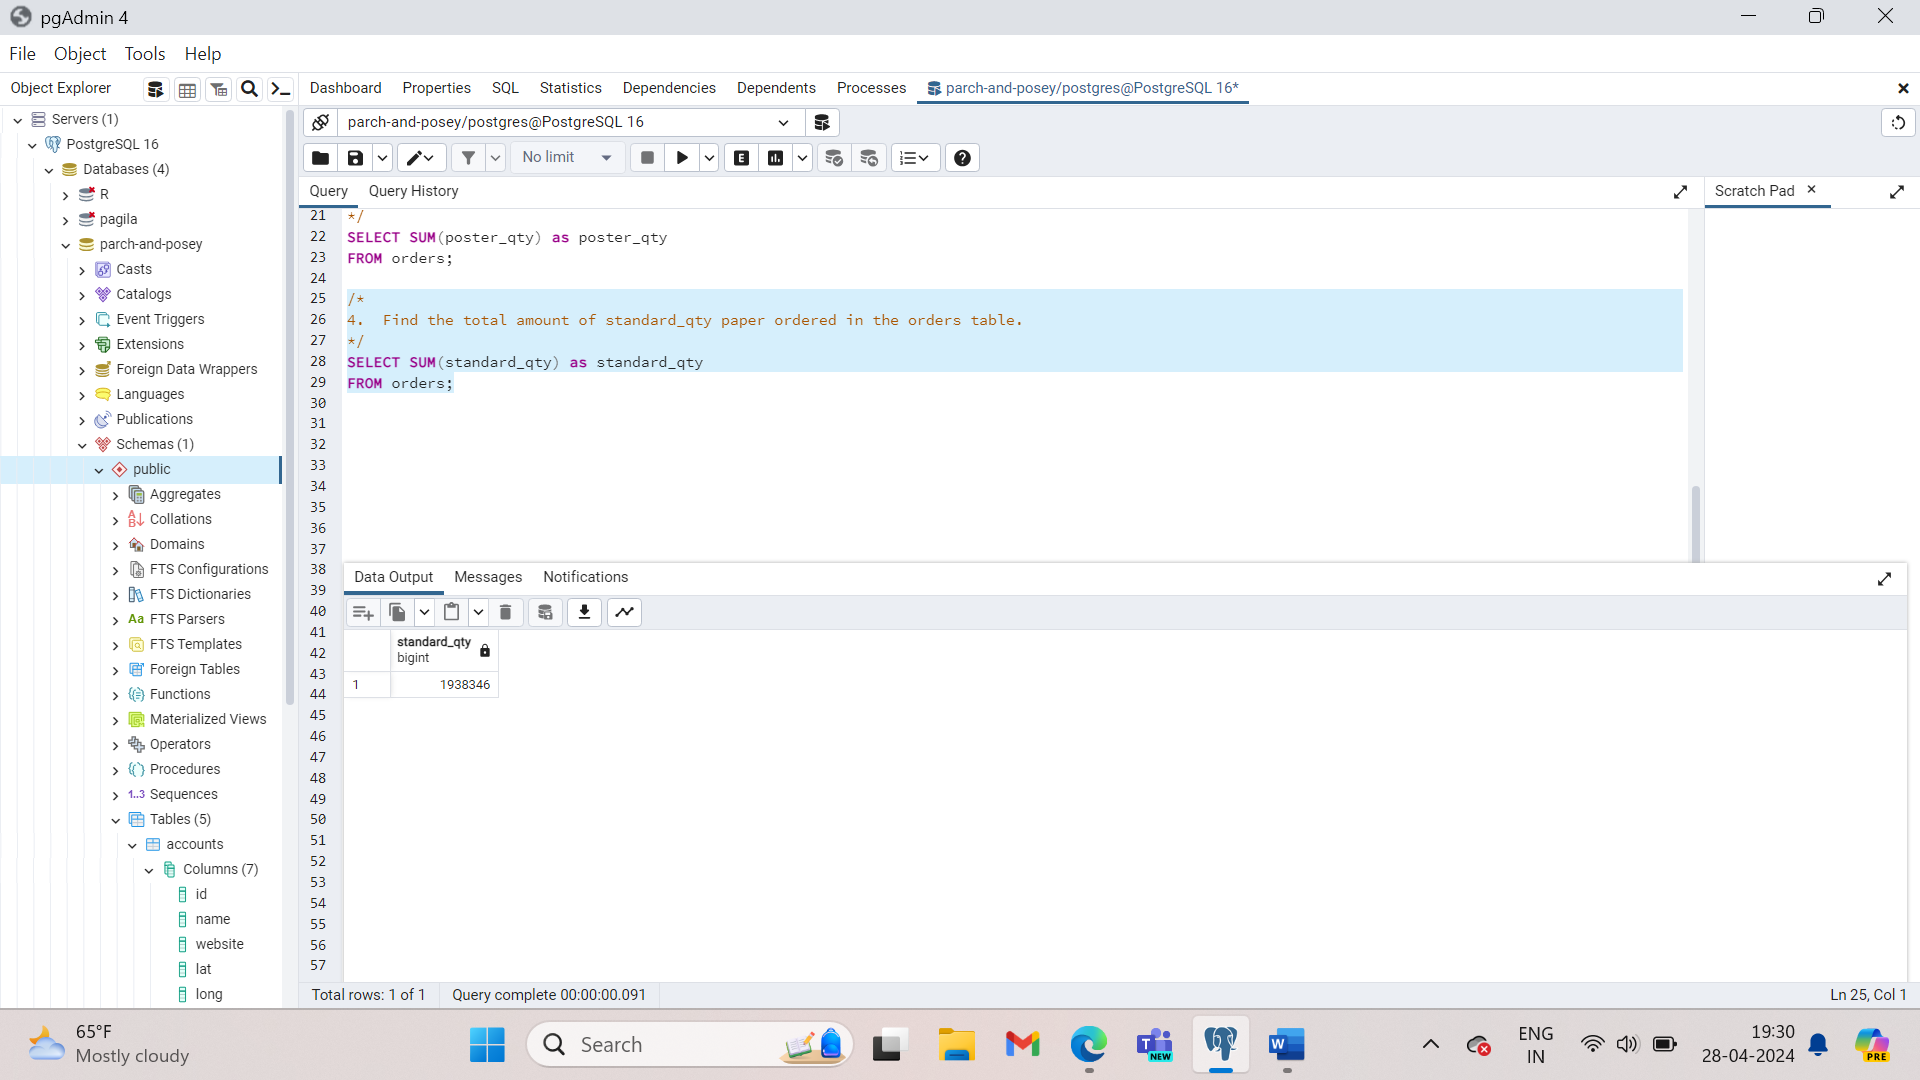 pgAdmin 4
File Object Tools Help
Object Explorer
Dashboard Properties SQL Statistics Dependencies Dependents Processes parch-and-posey/postgres@PostgreSQL 16*
Servers (1)
PostgreSQL 16
Databases (4)
R
pagila
parch-and-posey
Casts
Catalogs
Event Triggers
Extensions
Foreign Data Wrappers
Languages
Publications
Schemas (1)
public
Aggregates
Collations
Domains
FTS Configurations
FTS Dictionaries
Aa FTS Parsers
FTS Templates
Foreign Tables
Functions
Materialized Views
Operators
Procedures
1..3 Sequences
Tables (5)
accounts
Columns (7)
id
name
website
lat
long
parch-and-posey/postgres@PostgreSQL 16
No limit
E
Query Query History
Scratch Pad
21 */
22 SELECT SUM(poster_qty) as poster_qty
23 FROM orders;
24
25 /*
26 4.  Find the total amount of standard_qty paper ordered in the orders table.
27 */
28 SELECT SUM(standard_qty) as standard_qty
29 FROM orders;
30
31
32
33
34
35
36
37
38
39
40
41
42
43
44
45
46
47
48
49
50
51
52
53
54
55
56
57
Data Output Messages Notifications
standard_qty
bigint
1 1938346
Total rows: 1 of 1 Query complete 00:00:00.091 Ln 25, Col 1
65°F
Mostly cloudy
Search
NEW
W
ENG
IN
19:30
28-04-2024
PRE